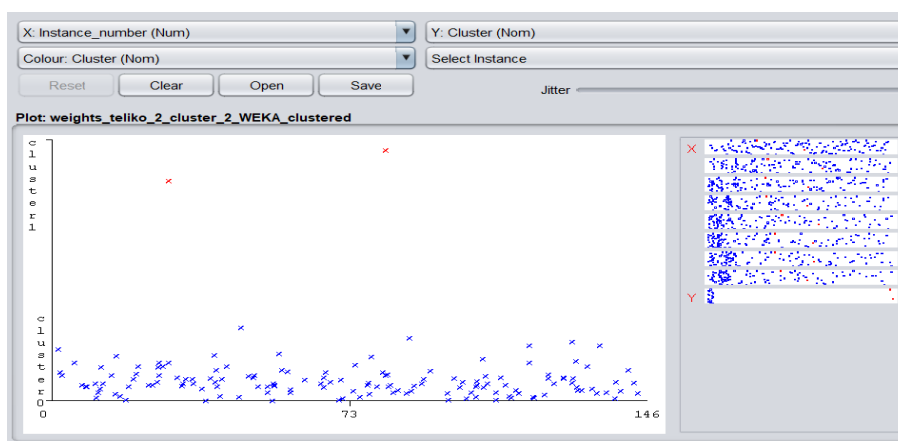 X: Instance_number (Num) Y: Cluster (Nom)
Colour: Cluster (Nom) Select Instance
Reset Clear Open Save Jitter
Plot: weights_teliko_2_cluster_2_WEKA_clustered
cluster1
cluster0
0 73 146
X
Y